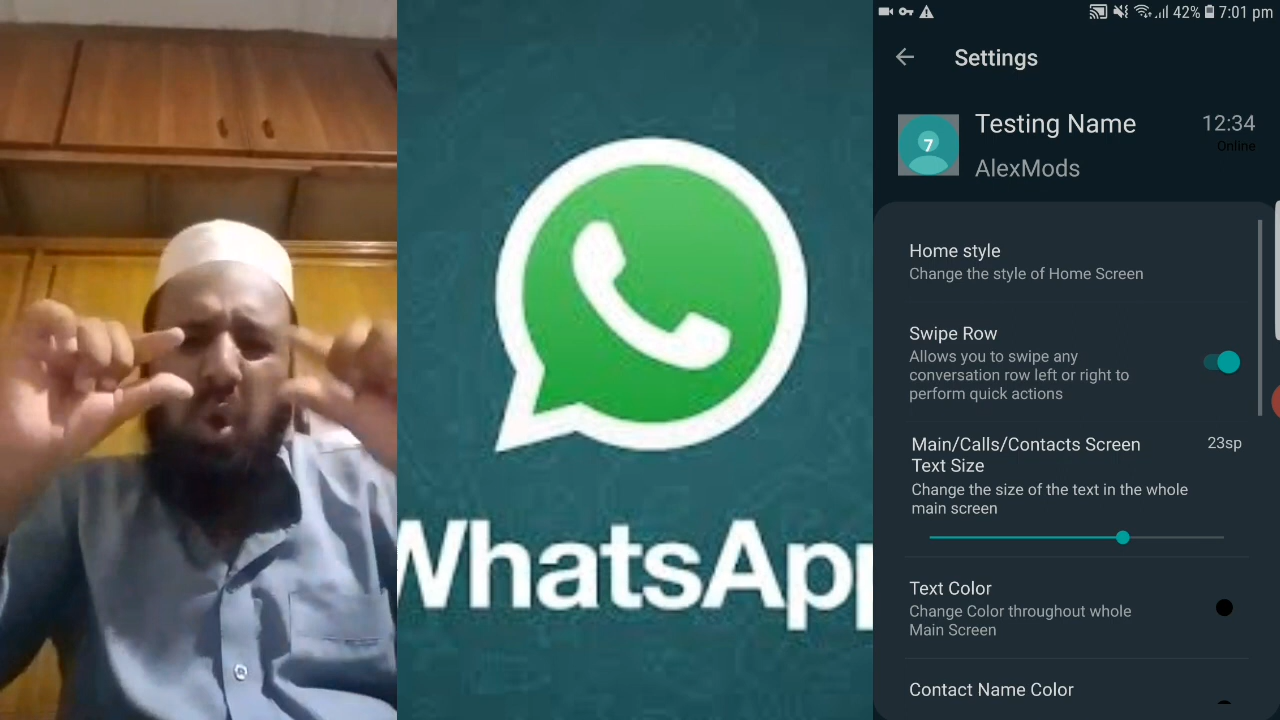 WhatsApp
42% 7:01 pm
Settings
Testing Name
12:34
Online
7
AlexMods
Home style
Change the style of Home Screen
Swipe Row
Allows you to swipe any
conversation row left or right to
perform quick actions
Main/Calls/Contacts Screen
Text Size
23sp
Change the size of the text in the whole
main screen
Text Color
Change Color throughout whole
Main Screen
Contact Name Color